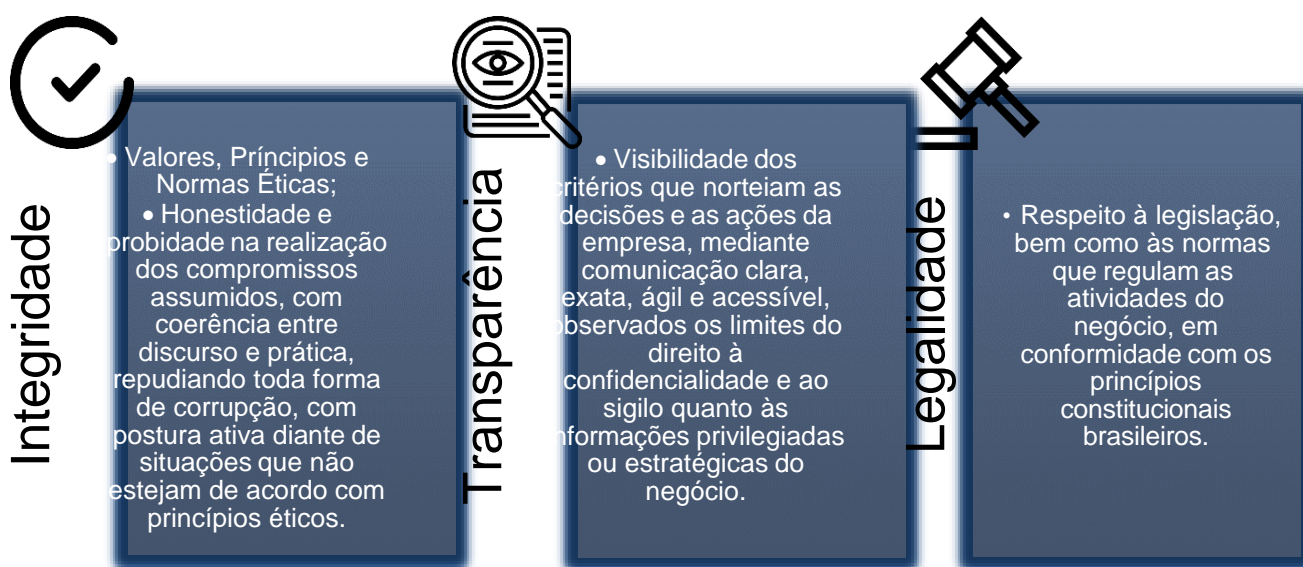 Integridade
• Valores, Príncipios e
Normas Éticas;
• Honestidade e
probidade na realização
dos compromissos
assumidos, com
coerência entre
discurso e prática,
repudiando toda forma
de corrupção, com
postura ativa diante de
situações que não
estejam de acordo com
princípios éticos.
Transparência
• Visibilidade dos
critérios que norteiam as
decisões e as ações da
empresa, mediante
comunicação clara,
exata, ágil e acessível,
observados os limites do
direito à
confidencialidade e ao
sigilo quanto às
informações privilegiadas
ou estratégicas do
negócio.
Legalidade
• Respeito à legislação,
bem como às normas
que regulam as
atividades do
negócio, em
conformidade com os
princípios
constitucionais
brasileiros.